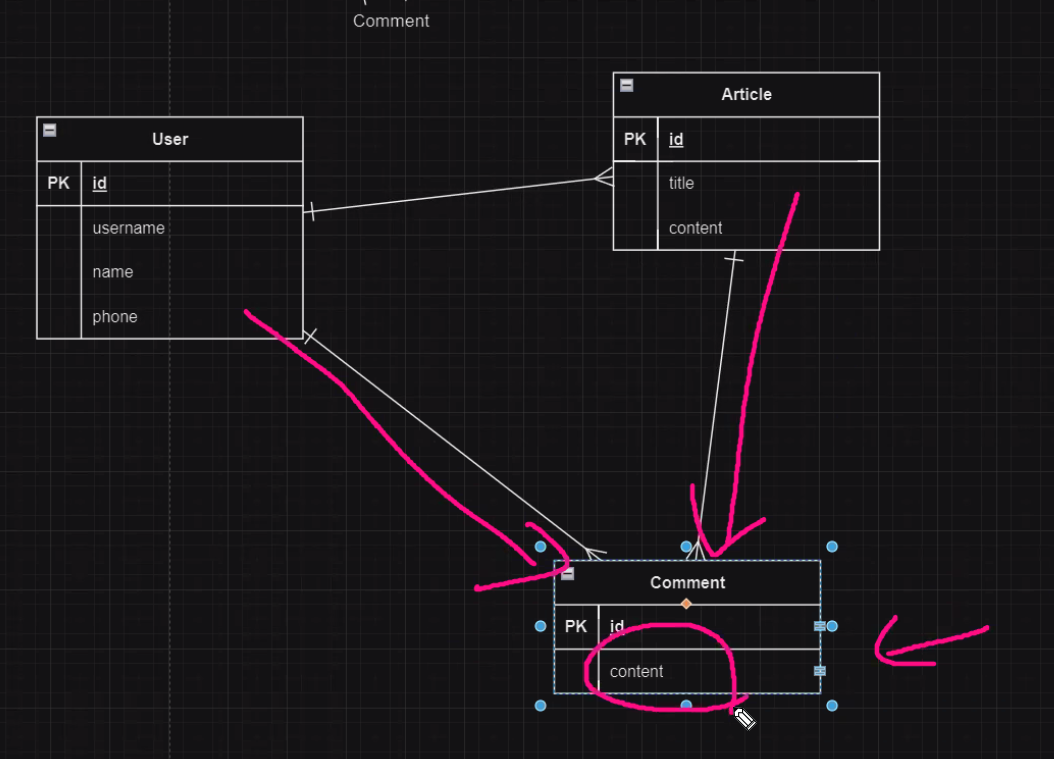 Comment
User
PK id
username
name
phone
Article
PK id
title
content
Comment
PK id
content